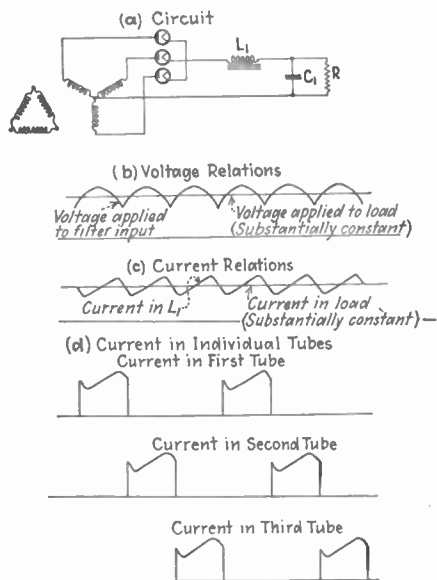 (a) Circuit
L1
C1
R
(b) Voltage Relations
Voltage applied
to filter input
Voltage applied to load
(Substantially constant)
(c) Current Relations
Current in L1
Current in load
(Substantially constant)
(d) Current in Individual Tubes
Current in First Tube
Current in Second Tube
Current in Third Tube